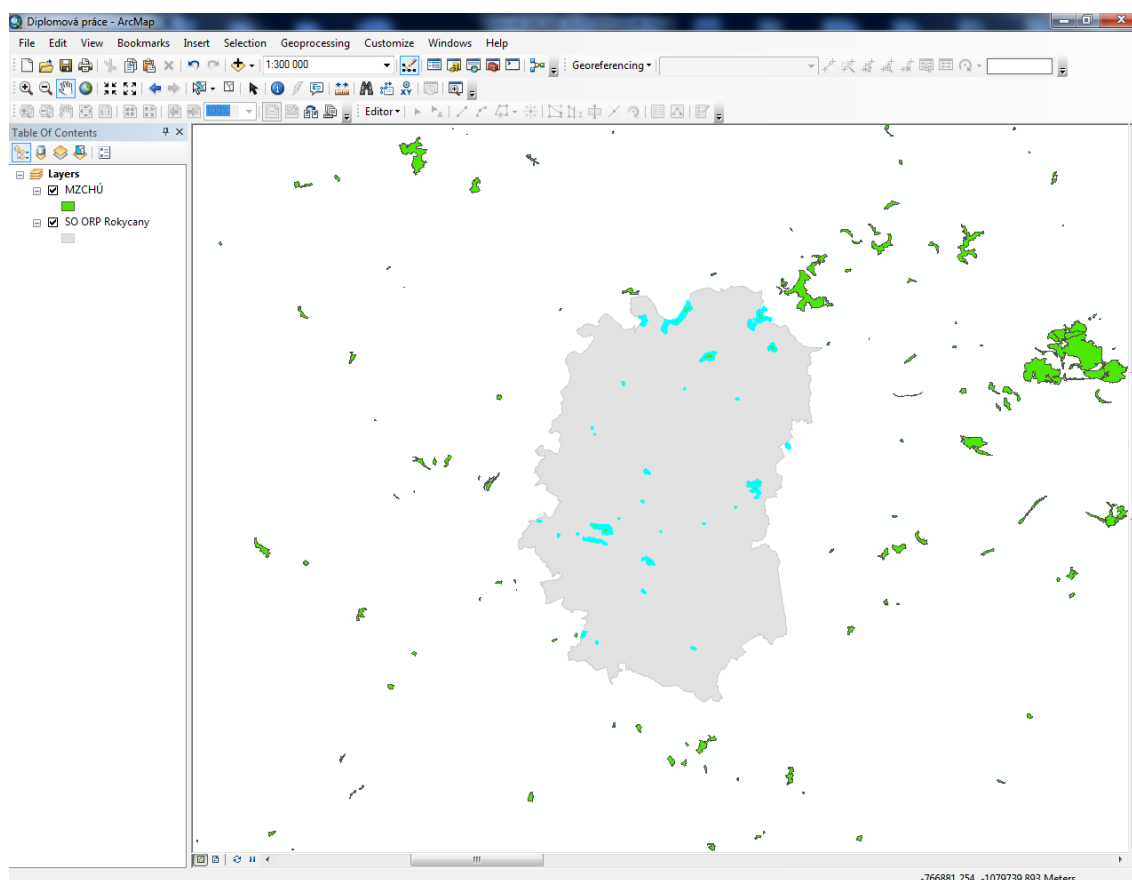 Diplomová práce - ArcMap
File Edit View Bookmarks Insert Selection Geoprocessing Customize Windows Help
1:300 000 Georeferencing
100% Editor
Table Of Contents
Layers
MZCHÚ
SO ORP Rokycany
-766881,254 -1079739,893 Meters